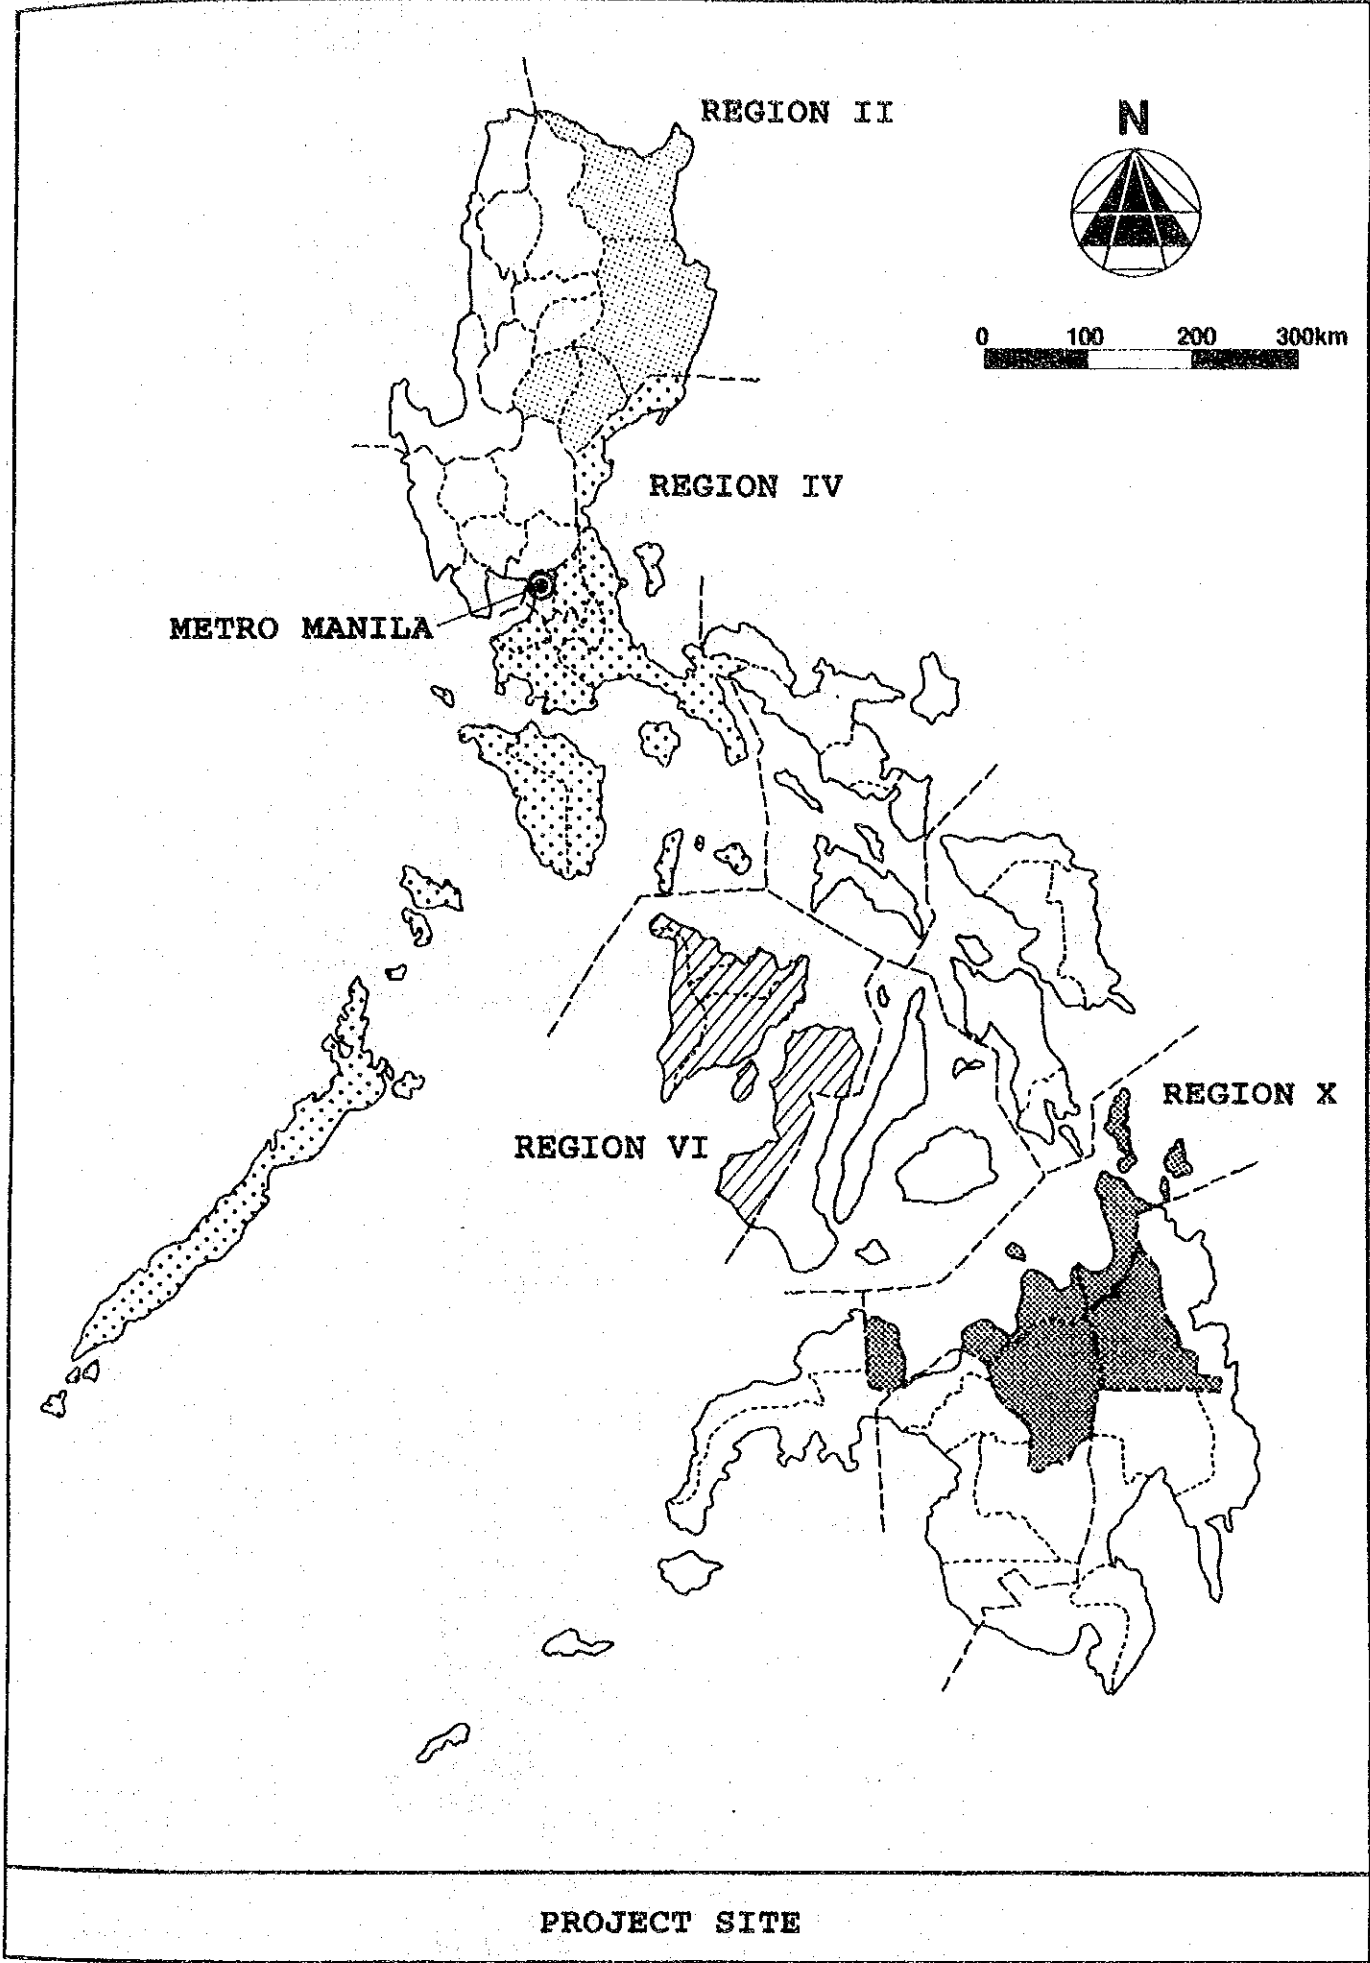 REGION II
N
0 100 200 300km
REGION IV
METRO MANILA
REGION X
REGION VI
PROJECT SITE